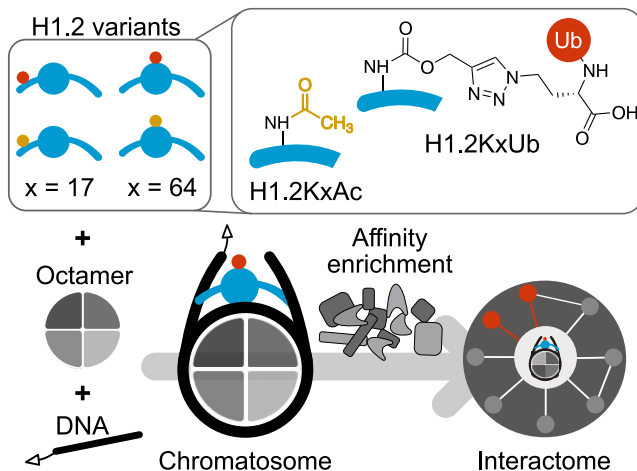 H1.2 variants
x = 17
x = 64
NH
O
CH3
H1.2KxAc
HN
O
O
N
N=N
Ub
NH
OH
O
H1.2KxUb
+
Octamer
+
DNA
Chromatosome
Affinity
enrichment
Interactome